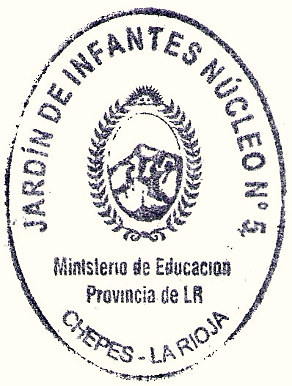 JARDÍN DE INFANTES NÚCLEO Nº 5
Ministerio de Educacion
Provincia de LR
CHEPES - LA RIOJA